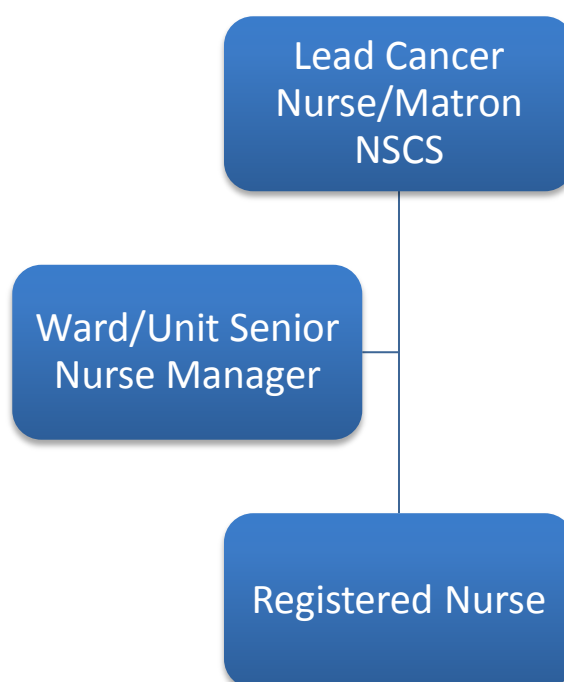 Lead Cancer
Nurse/Matron
NSCS
Ward/Unit Senior
Nurse Manager
Registered Nurse